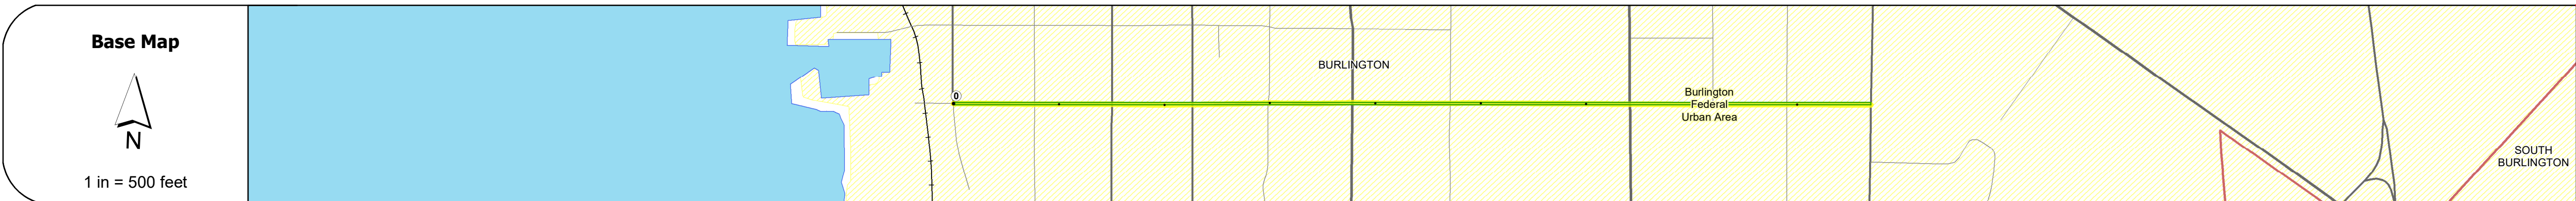 Base Map
N
1 in = 500 feet
0
BURLINGTON
Burlington
Federal
Urban Area
SOUTH
BURLINGTON